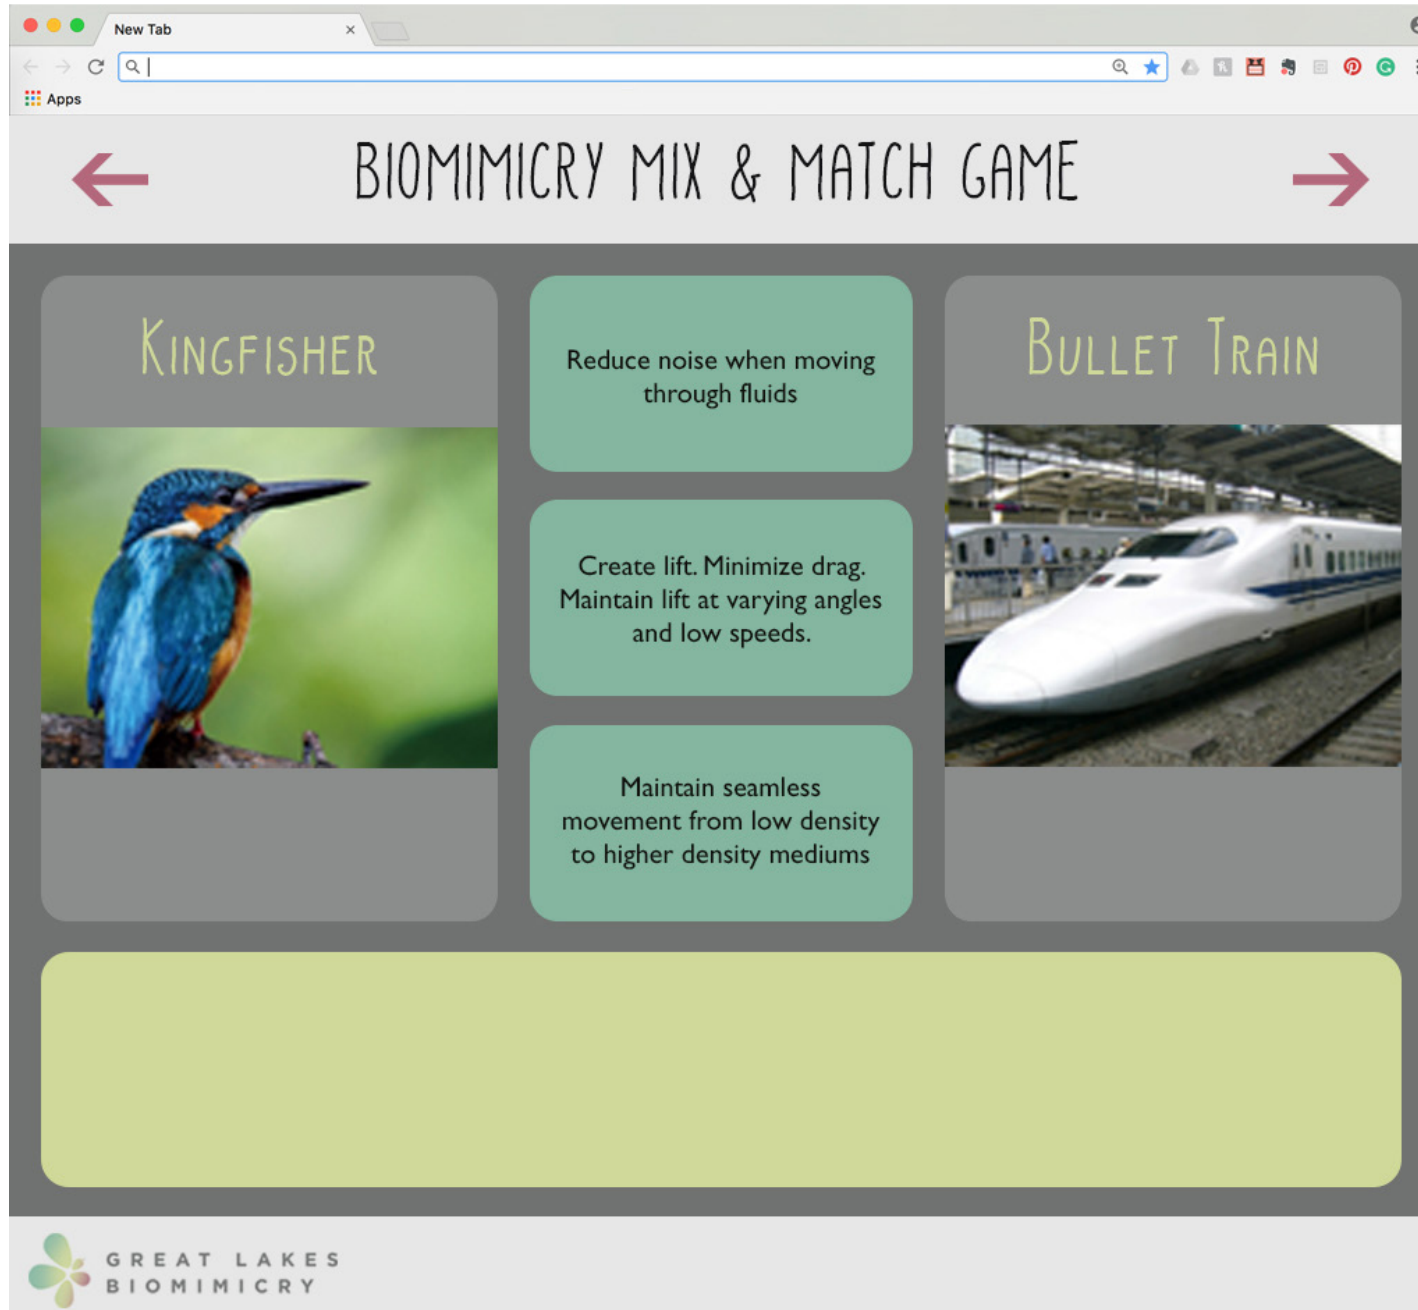 New Tab
Apps
BIOMIMICRY MIX & MATCH GAME
KINGFISHER
Reduce noise when moving
through fluids
Create lift. Minimize drag.
Maintain lift at varying angles
and low speeds.
Maintain seamless
movement from low density
to higher density mediums
BULLET TRAIN
GREAT LAKES
BIOMIMICRY